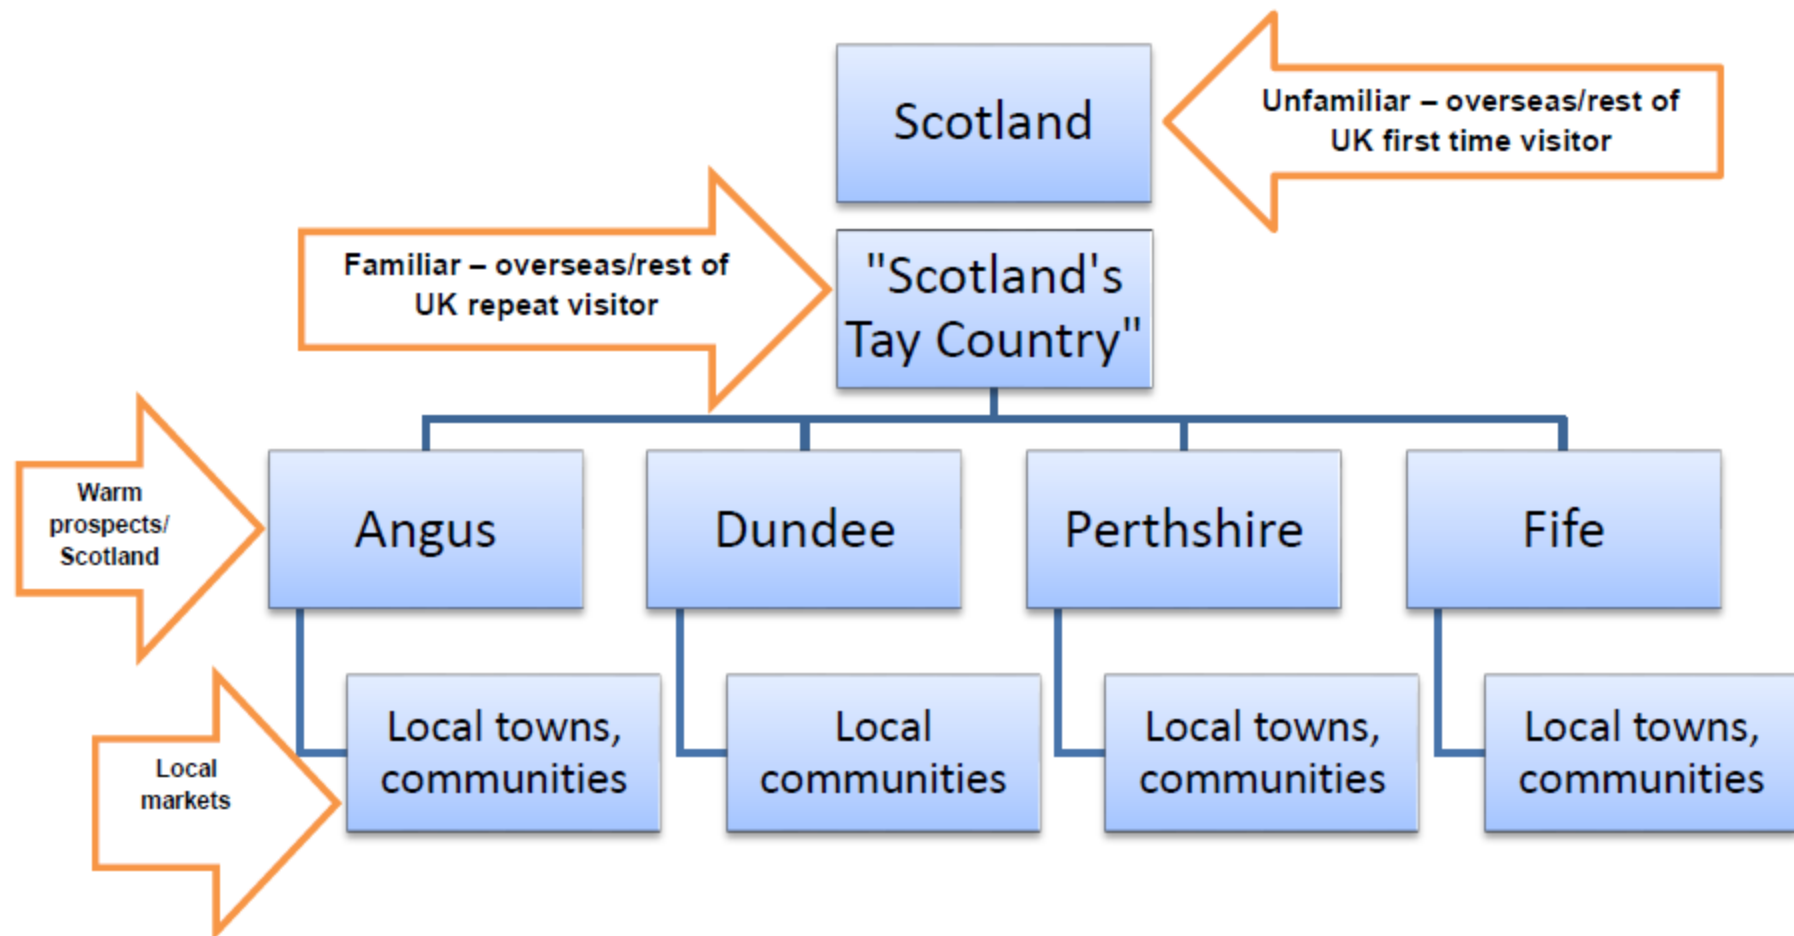 Scotland
Unfamiliar – overseas/rest of
UK first time visitor
Familiar – overseas/rest of
UK repeat visitor
"Scotland's
Tay Country"
Warm
prospects/
Scotland
Angus
Dundee
Perthshire
Fife
Local
markets
Local towns,
communities
Local
communities
Local towns,
communities
Local towns,
communities